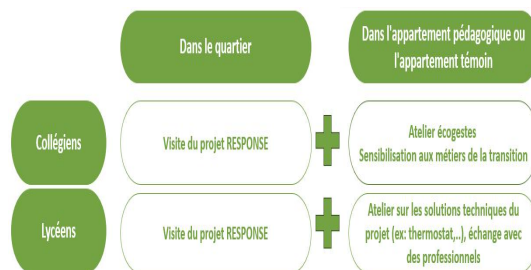 Dans le quartier
Dans l'appartement pédagogique ou
l'appartement témoin
Collégiens
Visite du projet RESPONSE
Atelier écogestes
Sensibilisation aux métiers de la transition
Lycéens
Visite du projet RESPONSE
Atelier sur les solutions techniques du
projet (ex: thermostat,..), échange avec
des professionnels